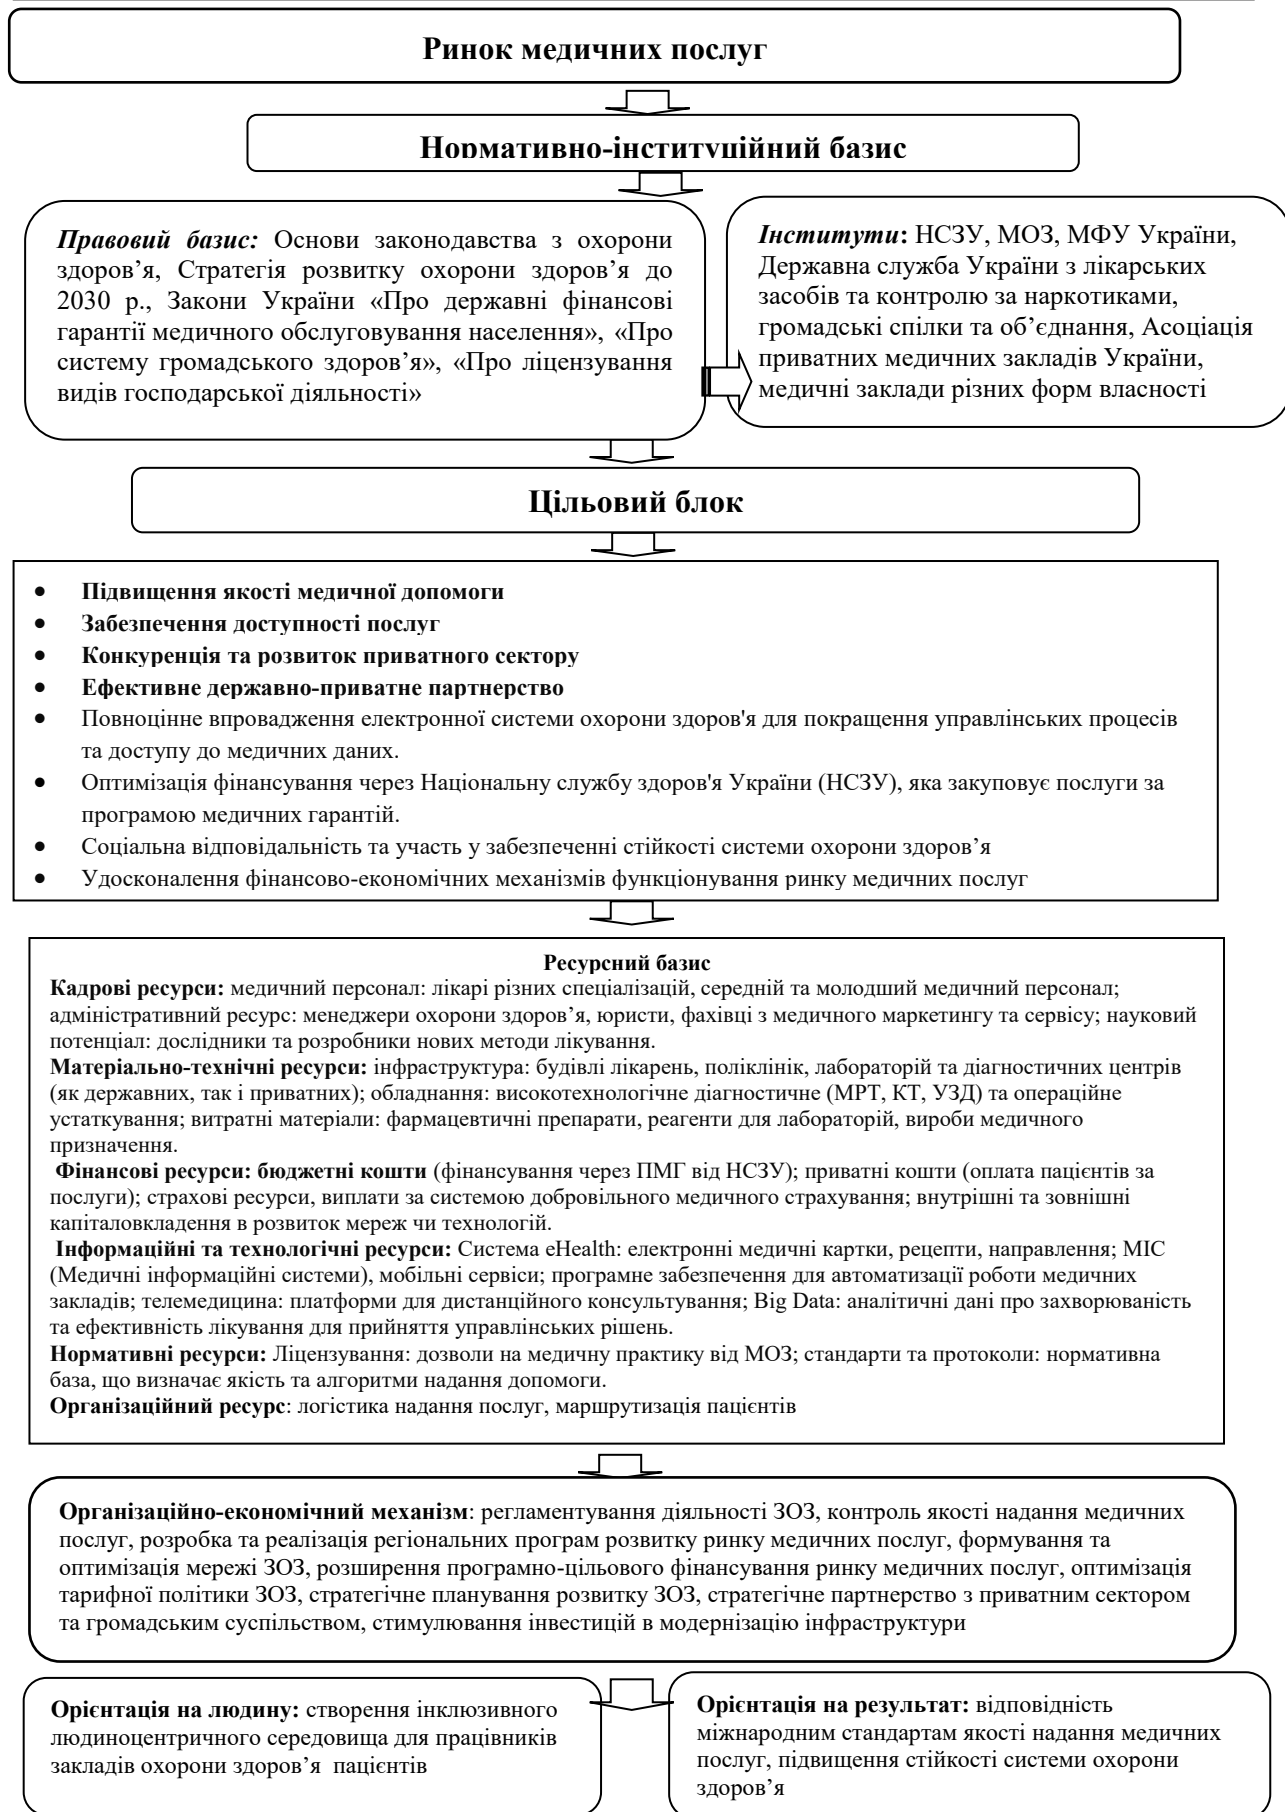 Ринок медичних послуг
Нормативно-інституційний базис
Правовий базис: Основи законодавства з охорони
здоров’я, Стратегія розвитку охорони здоров’я до
2030 р., Закони України «Про державні фінансові
гарантії медичного обслуговування населення», «Про
систему громадського здоров’я», «Про ліцензування
видів господарської діяльності»
Інститути: НСЗУ, МОЗ, МФУ України,
Державна служба України з лікарських
засобів та контролю за наркотиками,
громадські спілки та об’єднання, Асоціація
приватних медичних закладів України,
медичні заклади різних форм власності
Цільовий блок
• Підвищення якості медичної допомоги
• Забезпечення доступності послуг
• Конкуренція та розвиток приватного сектору
• Ефективне державно-приватне партнерство
• Повноцінне впровадження електронної системи охорони здоров'я для покращення управлінських процесів
та доступу до медичних даних.
• Оптимізація фінансування через Національну службу здоров'я України (НСЗУ), яка закуповує послуги за
програмою медичних гарантій.
• Соціальна відповідальність та участь у забезпеченні стійкості системи охорони здоров’я
• Удосконалення фінансово-економічних механізмів функціонування ринку медичних послуг
Ресурсний базис
Кадрові ресурси: медичний персонал: лікарі різних спеціалізацій, середній та молодший медичний персонал;
адміністративний ресурс: менеджери охорони здоров’я, юристи, фахівці з медичного маркетингу та сервісу; науковий
потенціал: дослідники та розробники нових методи лікування.
Матеріально-технічні ресурси: інфраструктура: будівлі лікарень, поліклінік, лабораторій та діагностичних центрів
(як державних, так і приватних); обладнання: високотехнологічне діагностичне (МРТ, КТ, УЗД) та операційне
устаткування; витратні матеріали: фармацевтичні препарати, реагенти для лабораторій, вироби медичного
призначення.
Фінансові ресурси: бюджетні кошти (фінансування через ПМГ від НСЗУ); приватні кошти (оплата пацієнтів за
послуги); страхові ресурси, виплати за системою добровільного медичного страхування; внутрішні та зовнішні
капіталовкладення в розвиток мереж чи технологій.
Інформаційні та технологічні ресурси: Система eHealth: електронні медичні картки, рецепти, направлення; МІС
(Медичні інформаційні системи), мобільні сервіси; програмне забезпечення для автоматизації роботи медичних
закладів; телемедицина: платформи для дистанційного консультування; Big Data: аналітичні дані про захворюваність
та ефективність лікування для прийняття управлінських рішень.
Нормативні ресурси: Ліцензування: дозволи на медичну практику від МОЗ; стандарти та протоколи: нормативна
база, що визначає якість та алгоритми надання допомоги.
Організаційний ресурс: логістика надання послуг, маршрутизація пацієнтів
Організаційно-економічний механізм: регламентування діяльності ЗОЗ, контроль якості надання медичних
послуг, розробка та реалізація регіональних програм розвитку ринку медичних послуг, формування та
оптимізація мережі ЗОЗ, розширення програмно-цільового фінансування ринку медичних послуг, оптимізація
тарифної політики ЗОЗ, стратегічне планування розвитку ЗОЗ, стратегічне партнерство з приватним сектором
та громадським суспільством, стимулювання інвестицій в модернізацію інфраструктури
Орієнтація на людину: створення інклюзивного
людиноцентричного середовища для працівників
закладів охорони здоров’я  пацієнтів
Орієнтація на результат: відповідність
міжнародним стандартам якості надання медичних
послуг, підвищення стійкості системи охорони
здоров’я